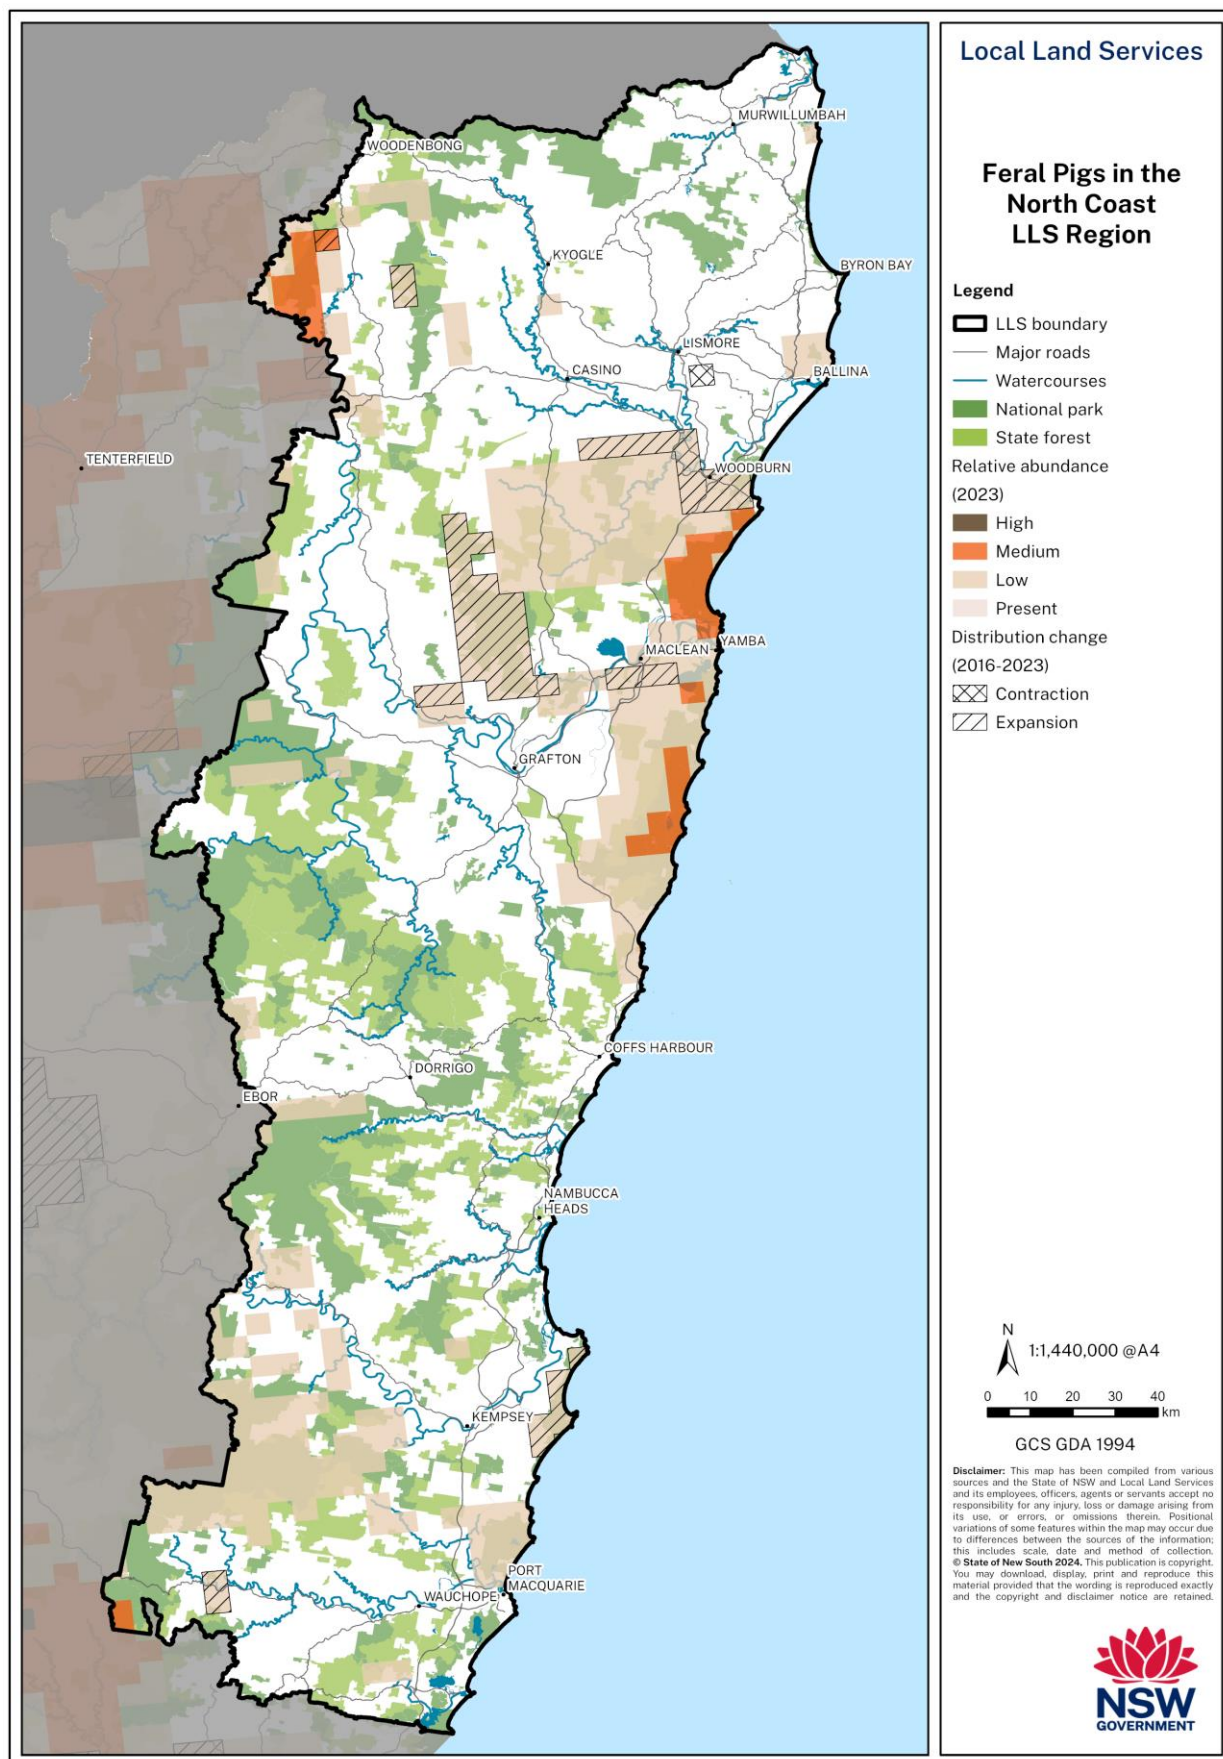 Local Land Services
Feral Pigs in the
North Coast
LLS Region
Legend
LLS boundary
Major roads
Watercourses
National park
State forest
Relative abundance
(2023)
High
Medium
Low
Present
Distribution change
(2016-2023)
Contraction
Expansion
MURWILLUMBAH
WOODENBONG
KYOGLE
BYRON BAY
LISMORE
CASINO
BALLINA
TENTERFIELD
WOODBURN
YAMBA
MACLEAN
GRAFTON
COFFS HARBOUR
DORRIGO
EBOR
NAMBUCCA
HEADS
KEMPSEY
PORT
MACQUARIE
WAUCHOPE
N
1:1,440,000 @A4
0 10 20 30 40
km
GCS GDA 1994
Disclaimer: This map has been compiled from various
sources and the State of NSW and Local Land Services
and its employees, officers, agents or servants accept no
responsibility for any injury, loss or damage arising from
its use, or errors, or omissions therein. Positional
variations of some features within the map may occur due
to differences between the sources of the information;
this includes scale, date and method of collection.
© State of New South 2024. This publication is copyright.
You may download, display, print and reproduce this
material provided that the wording is reproduced exactly
and the copyright and disclaimer notice are retained.
NSW
GOVERNMENT